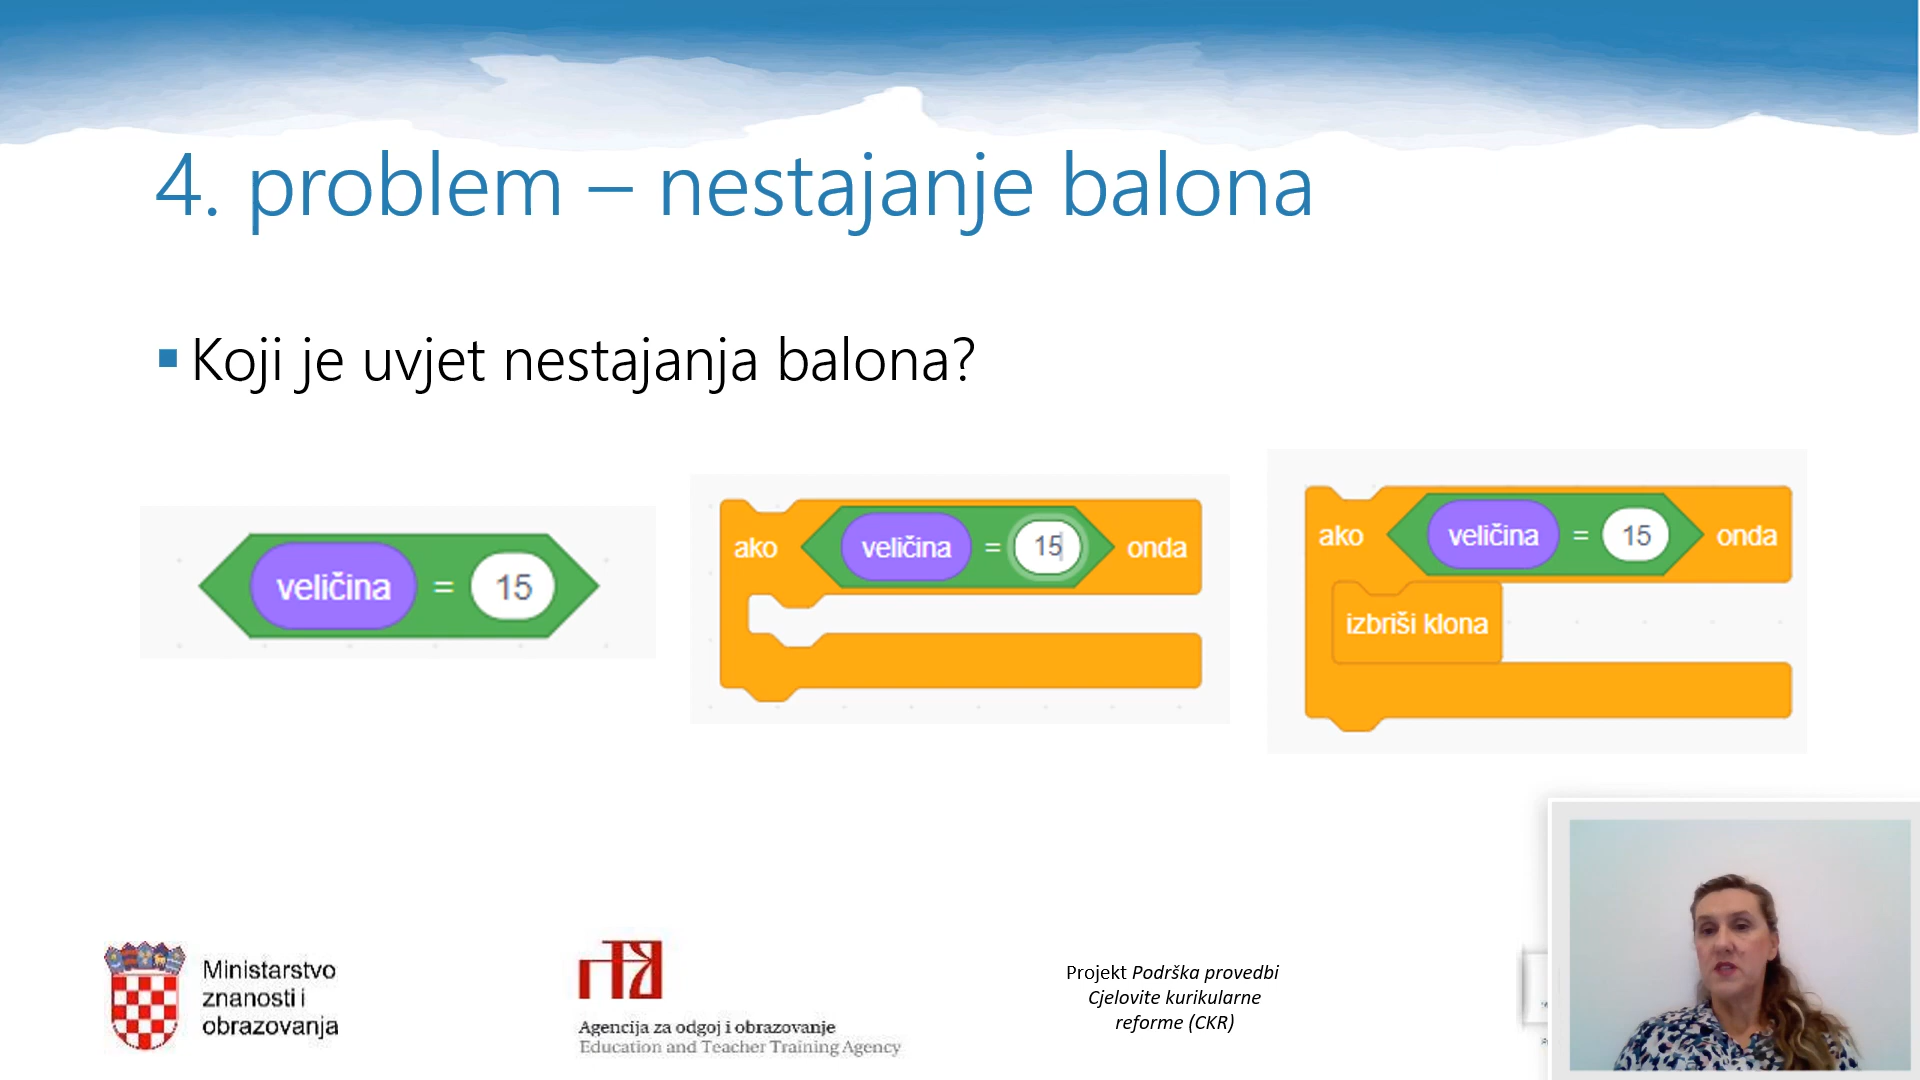 4. problem – nestajanje balona
Koji je uvjet nestajanja balona?
veličina = 15
ako veličina = 15 onda
ako veličina = 15 onda
izbriši klona
Ministarstvo
znanosti i
obrazovanja
Agencija za odgoj i obrazovanje
Education and Teacher Training Agency
Projekt Podrška provedbi
Cjelovite kurikularne
reforme (CKR)